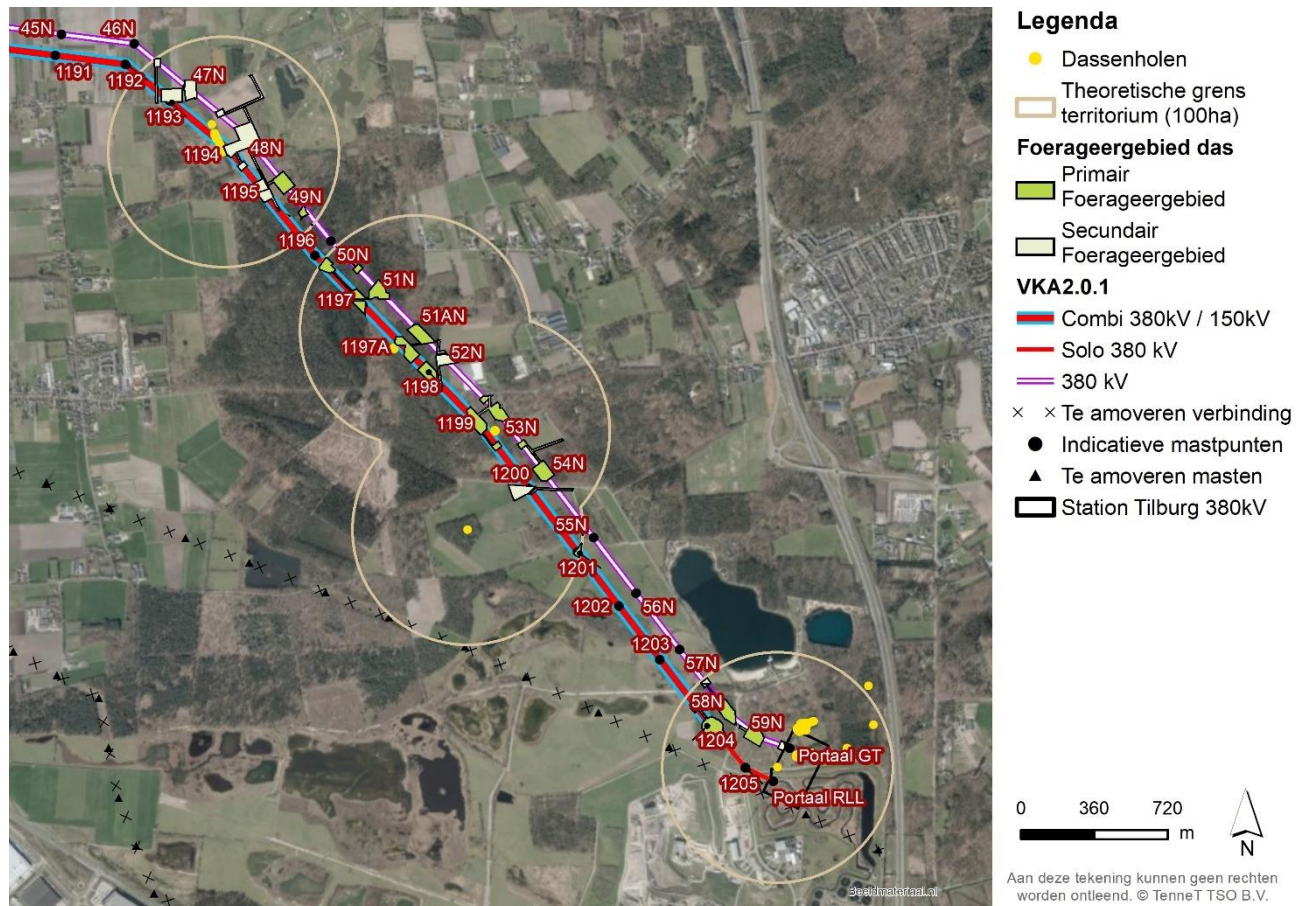 45N
46N
1191
1192
47N
1193
1194
48N
1195
49N
1196
50N
51N
1197
51AN
1197A
52N
1198
1199
53N
1200
54N
55N
1201
56N
1202
1203
57N
58N
59N
1204
Portaal GT
1205
Portaal RLL
Beeldmateriaal.nl
Legenda
Dassenholen
Theoretische grens
territorium (100ha)
Foerageergebied das
Primair
Foerageergebied
Secundair
Foerageergebied
VKA2.0.1
Combi 380kV / 150kV
Solo 380 kV
380 kV
Te amoveren verbinding
Indicatieve mastpunten
Te amoveren masten
Station Tilburg 380kV
0 360 720
m
N
Aan deze tekening kunnen geen rechten
worden ontleend. © TenneT TSO B.V.